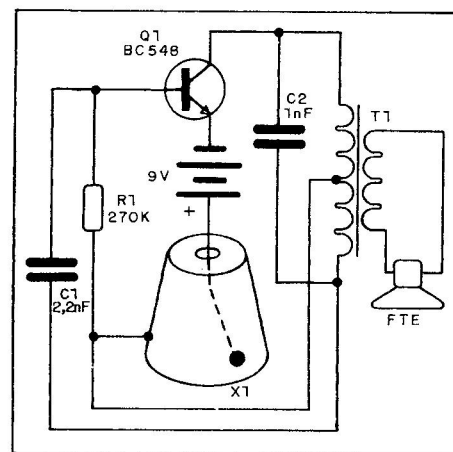 Q1
BC548
C2
1nF
T1
9V
+
R1
270K
C1
2,2nF
FTE
X1